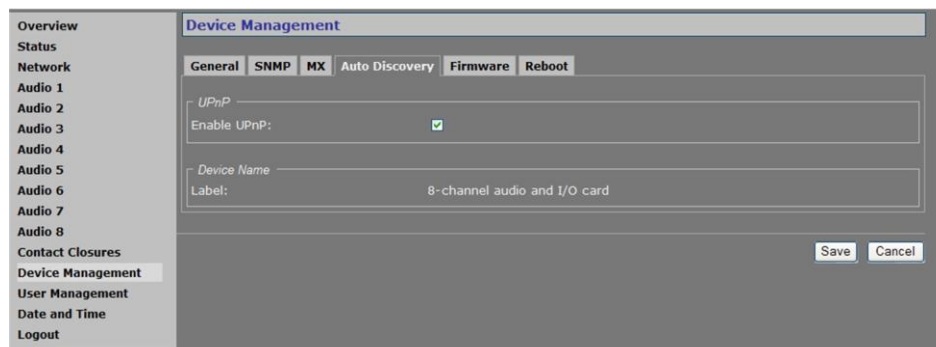 Overview
Status
Network
Audio 1
Audio 2
Audio 3
Audio 4
Audio 5
Audio 6
Audio 7
Audio 8
Contact Closures
Device Management
User Management
Date and Time
Logout
Device Management
General SNMP MX Auto Discovery Firmware Reboot
UPnP
Enable UPnP:
Device Name
Label: 8-channel audio and I/O card
Save Cancel